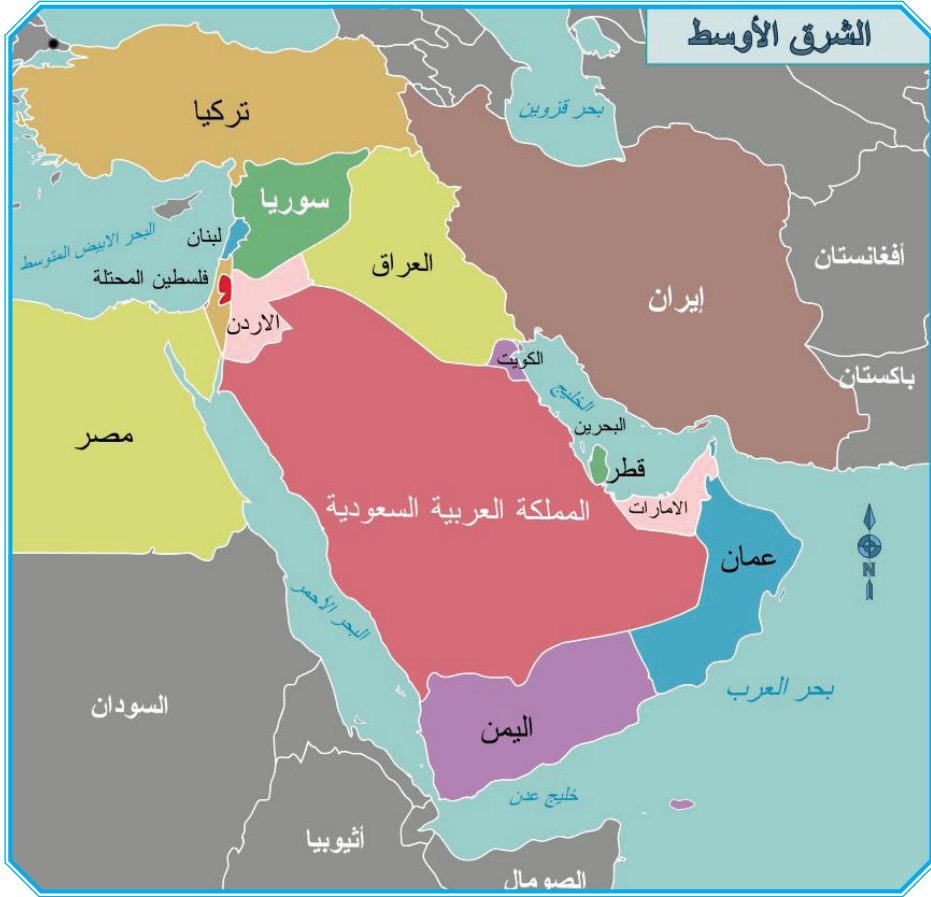 الشرق الأوسط
بحر قزوين
تركيا
سوريا
البحر الابيض المتوسط
لبنان
العراق
أفغانستان
فلسطين المحتلة
إيران
الاردن
الكويت
باكستان
الخليج
البحرين
مصر
قطر
الامارات
المملكة العربية السعودية
عمان
N
البحر الأحمر
بحر العرب
السودان
اليمن
خليج عدن
أثيوبيا
الصومال